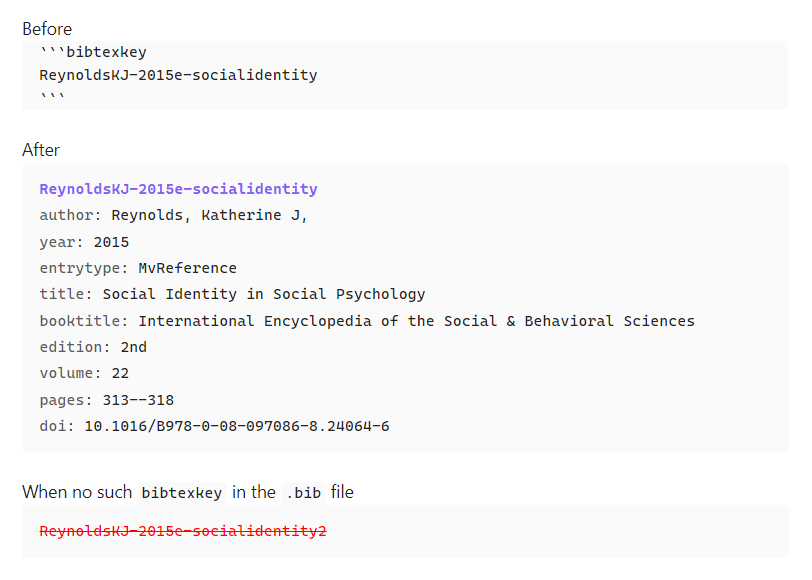 Before
```bibtexkey
ReynoldsKJ-2015e-socialidentity
```
After
ReynoldsKJ-2015e-socialidentity
author: Reynolds, Katherine J,
year: 2015
entrytype: MvReference
title: Social Identity in Social Psychology
booktitle: International Encyclopedia of the Social & Behavioral Sciences
edition: 2nd
volume: 22
pages: 313--318
doi: 10.1016/B978-0-08-097086-8.24064-6
When no such bibtexkey in the .bib file
ReynoldsKJ-2015e-socialidentity2